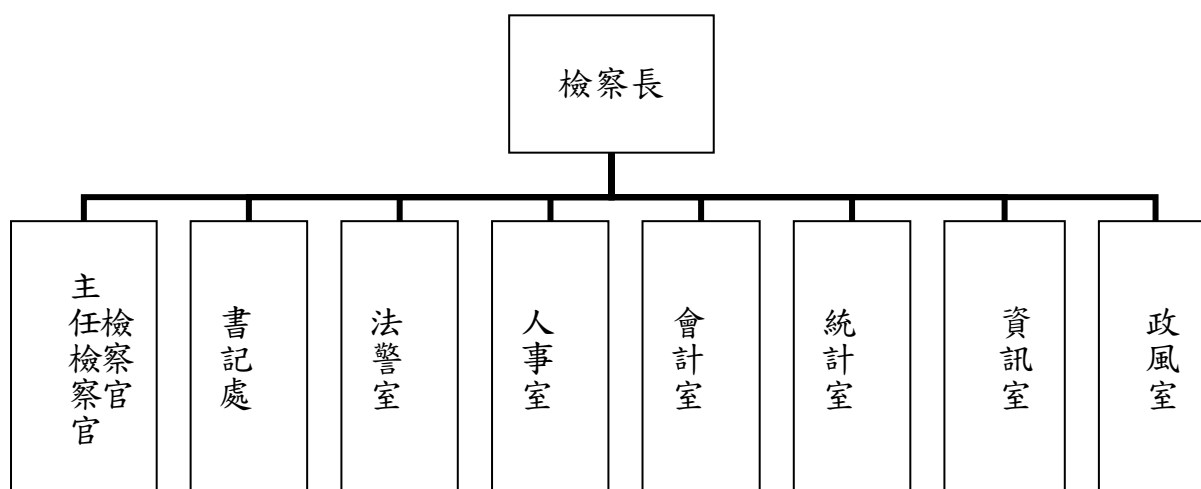 檢察長
主任檢察官
檢察官
書記處
法警室
人事室
會計室
統計室
資訊室
政風室